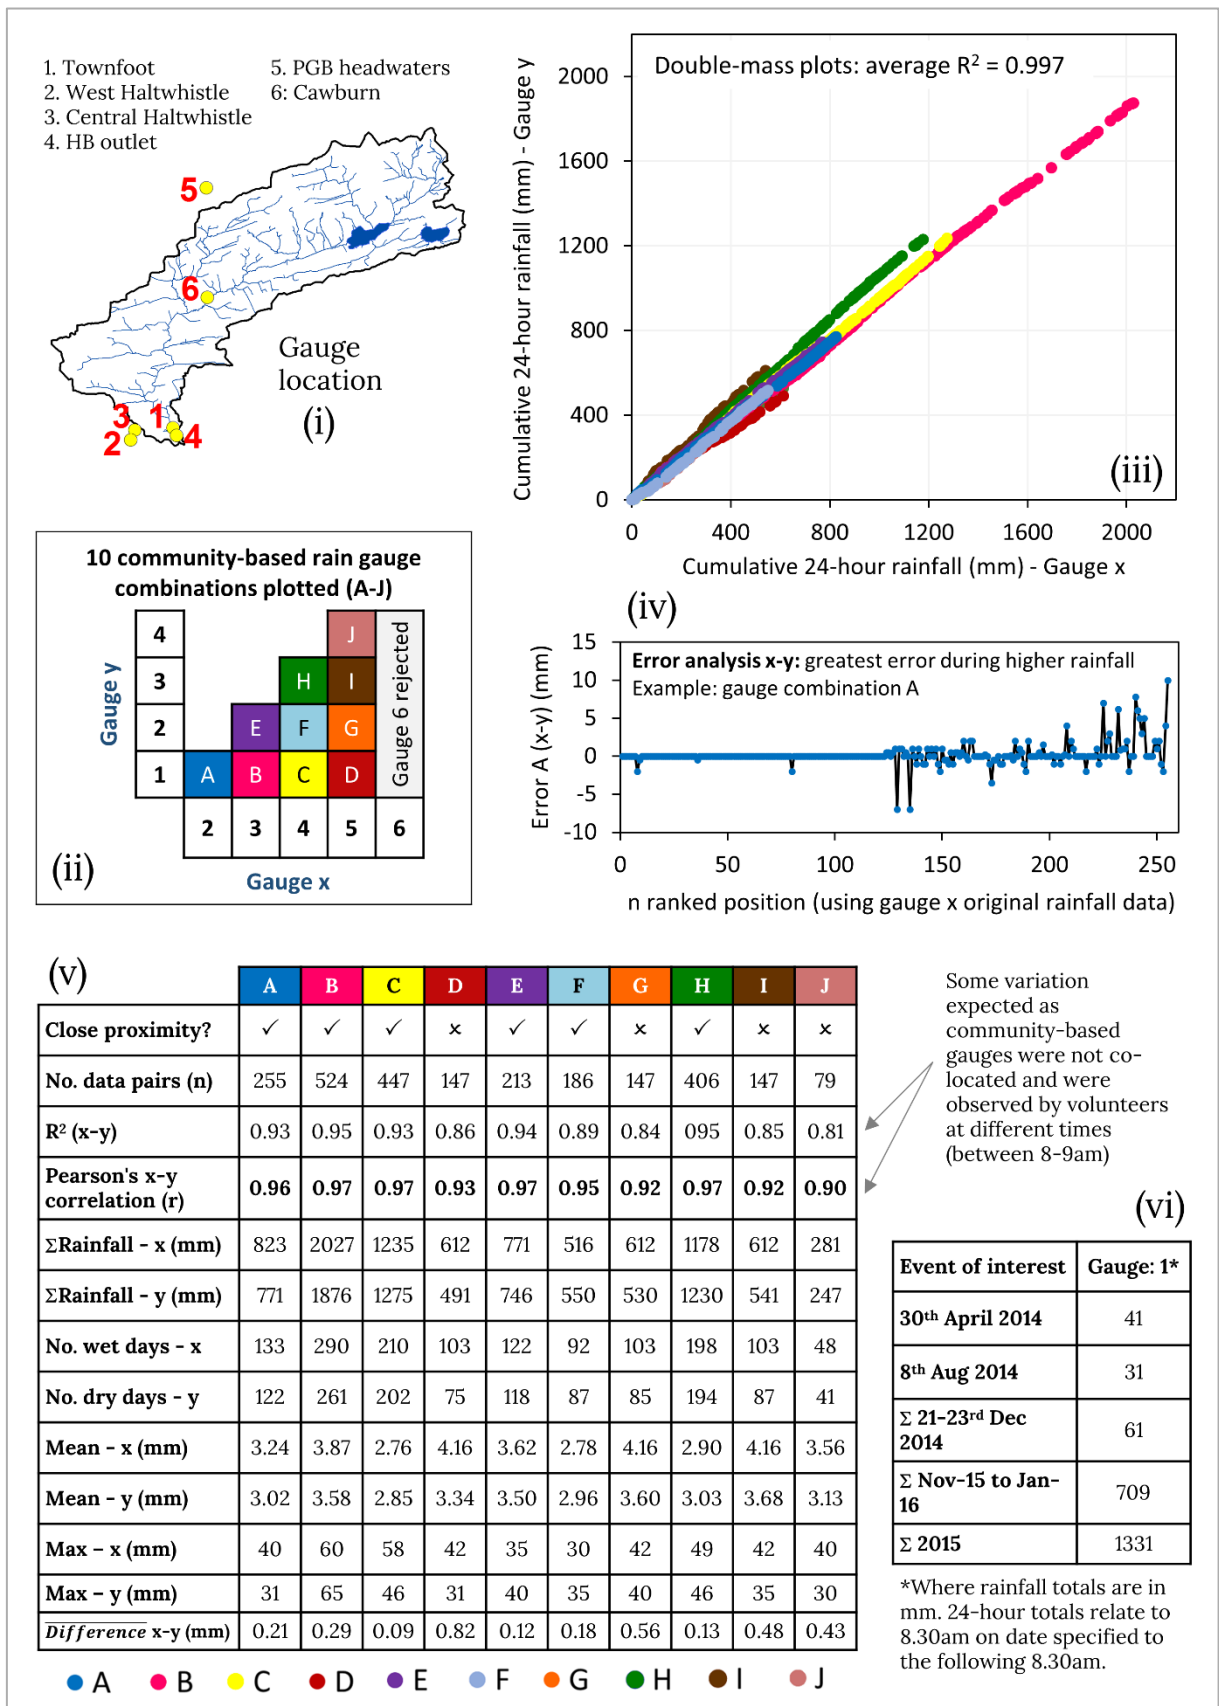 1. Townfoot
2. West Haltwhistle
3. Central Haltwhistle
4. HB outlet
5. PGB headwaters
6: Cawburn
5
6
3
1
2
4
Gauge
location
(i)
10 community-based rain gauge
combinations plotted (A-J)
Gauge y
4 J
3 H I
2 E F G
1 A B C D
Gauge 6 rejected
2 3 4 5 6
(ii)
Gauge x
Double-mass plots: average R² = 0.997
Cumulative 24-hour rainfall (mm) - Gauge y
2000
1600
1200
800
400
0
0 400 800 1200 1600 2000
(iii)
Cumulative 24-hour rainfall (mm) - Gauge x
(iv)
Error A (x-y) (mm)
15
10
5
0
-5
-10
Error analysis x-y: greatest error during higher rainfall
Example: gauge combination A
0 50 100 150 200 250
n ranked position (using gauge x original rainfall data)
(v)
A B C D E F G H I J
Close proximity? ✓ ✓ ✓ × ✓ ✓ × ✓ × ×
No. data pairs (n) 255 524 447 147 213 186 147 406 147 79
R² (x-y) 0.93 0.95 0.93 0.86 0.94 0.89 0.84 095 0.85 0.81
Pearson's x-y
correlation (r) 0.96 0.97 0.97 0.93 0.97 0.95 0.92 0.97 0.92 0.90
ΣRainfall - x (mm) 823 2027 1235 612 771 516 612 1178 612 281
ΣRainfall - y (mm) 771 1876 1275 491 746 550 530 1230 541 247
No. wet days - x 133 290 210 103 122 92 103 198 103 48
No. dry days - y 122 261 202 75 118 87 85 194 87 41
Mean - x (mm) 3.24 3.87 2.76 4.16 3.62 2.78 4.16 2.90 4.16 3.56
Mean - y (mm) 3.02 3.58 2.85 3.34 3.50 2.96 3.60 3.03 3.68 3.13
Max - x (mm) 40 60 58 42 35 30 42 49 42 40
Max - y (mm) 31 65 46 31 40 35 40 46 35 30
Difference x-y (mm) 0.21 0.29 0.09 0.82 0.12 0.18 0.56 0.13 0.48 0.43
A B C D E F G H I J
Some variation
expected as
community-based
gauges were not co-
located and were
observed by volunteers
at different times
(between 8-9am)
(vi)
Event of interest Gauge: 1*
30th April 2014 41
8th Aug 2014 31
Σ 21-23rd Dec
2014 61
Σ Nov-15 to Jan-
16 709
Σ 2015 1331
*Where rainfall totals are in
mm. 24-hour totals relate to
8.30am on date specified to
the following 8.30am.